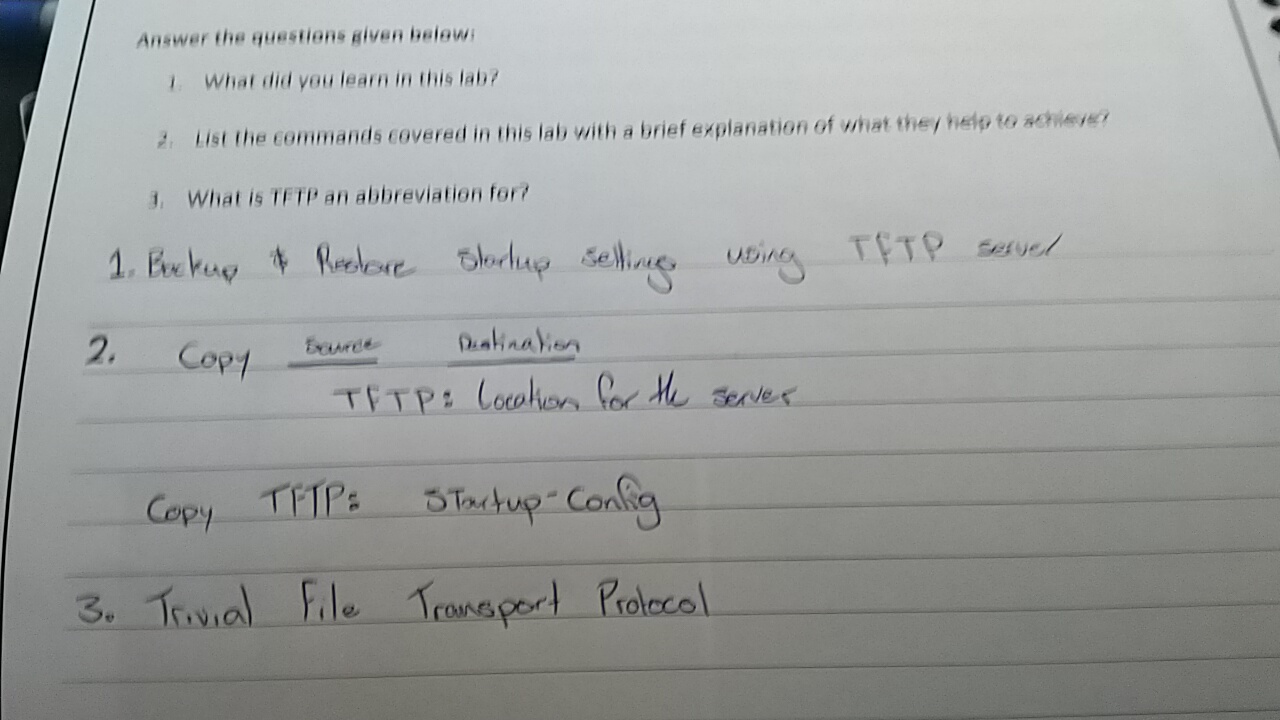 Answer the questions given below:
1. What did you learn in this lab?
2. List the commands covered in this lab with a brief explanation of what they help to achieve?
3. What is TFTP an abbreviation for?
1. Backup & Restore Startup settings using TFTP server
2. Copy Source Destination
TFTP: Location for the server
Copy TFTP: Startup-Config
3. Trivial File Transport Protocol